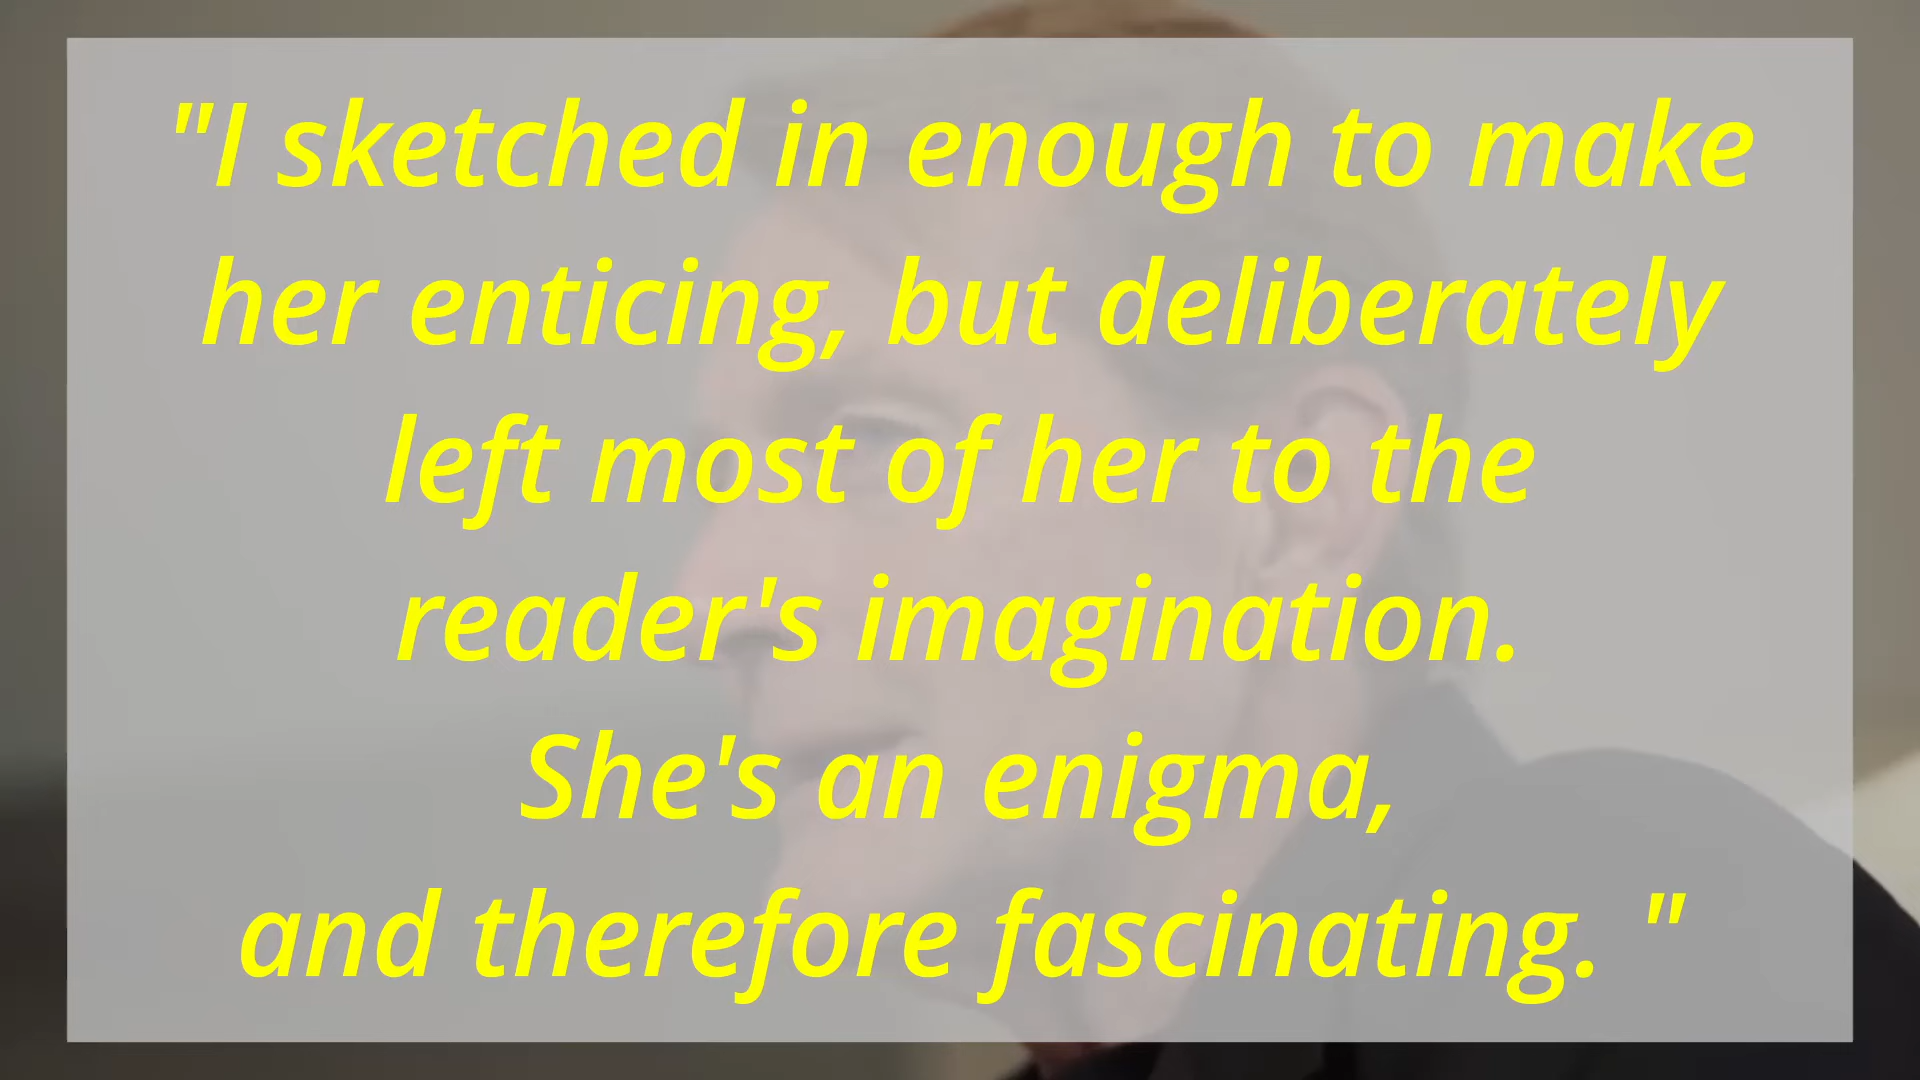 "I sketched in enough to make
her enticing, but deliberately
left most of her to the
reader's imagination.
She's an enigma,
and therefore fascinating. "